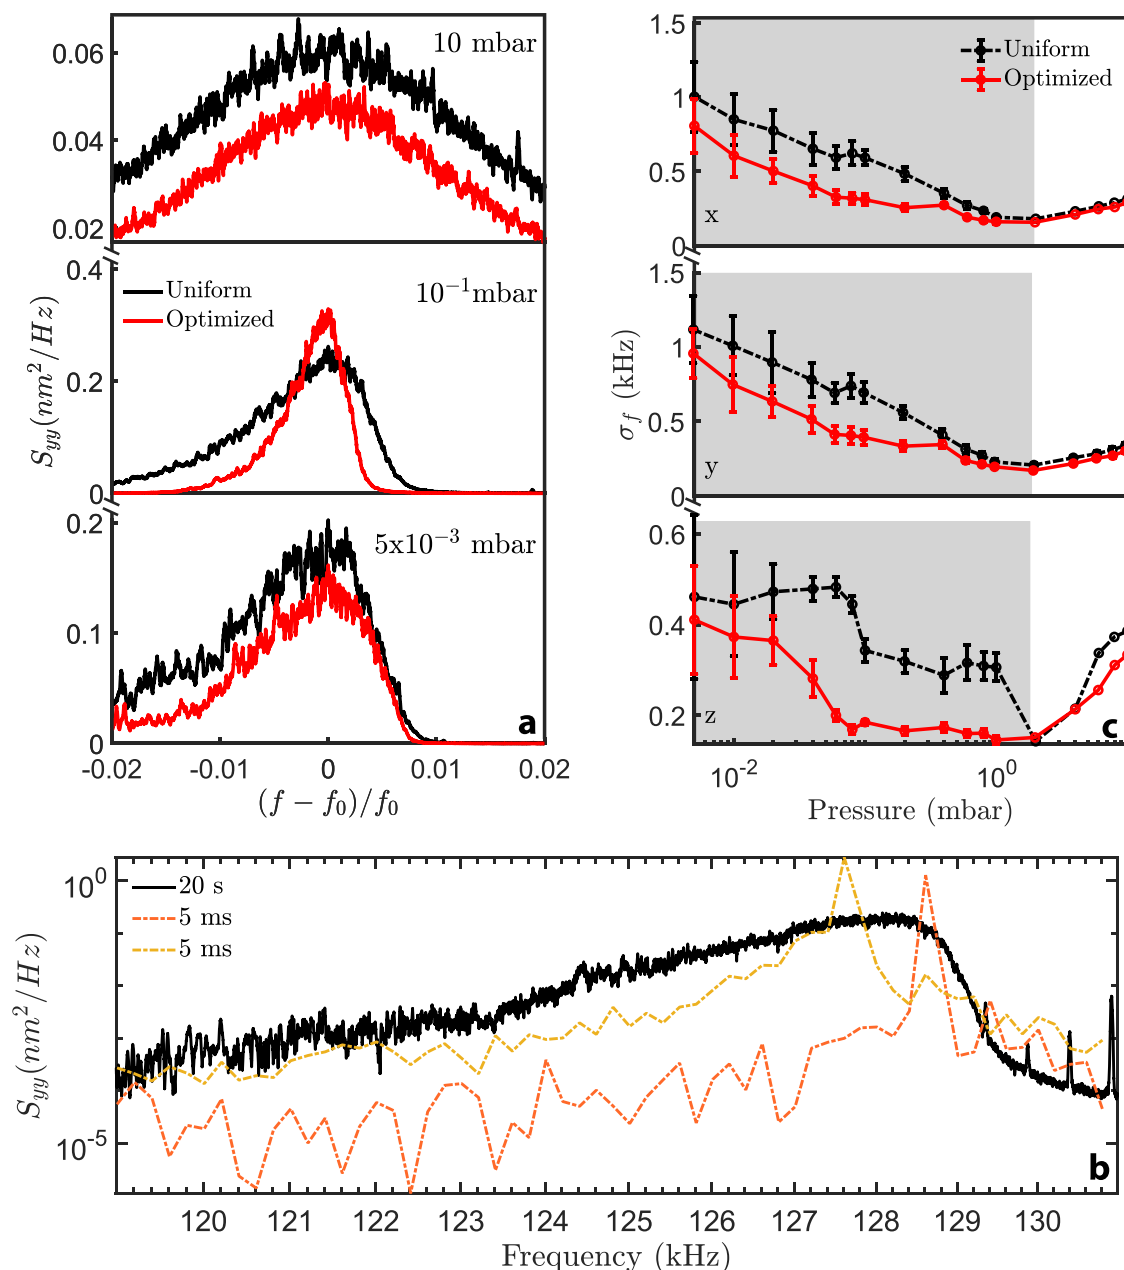 10 mbar
0.06
0.04
0.02
Uniform
Optimized
10⁻¹mbar
0.4
0.2
0
S_yy(nm²/Hz)
5x10⁻³ mbar
0.2
0.1
0
a
-0.02 -0.01 0 0.01 0.02
(f − f₀)/f₀
1.5
1
0.5
0
Uniform
Optimized
x
1.5
1
0.5
0
σ_f (kHz)
y
0.6
0.4
0.2
z
c
10⁻² 10⁰
Pressure (mbar)
20 s
5 ms
5 ms
10⁰
10⁻⁵
S_yy(nm²/Hz)
b
120 121 122 123 124 125 126 127 128 129 130
Frequency (kHz)